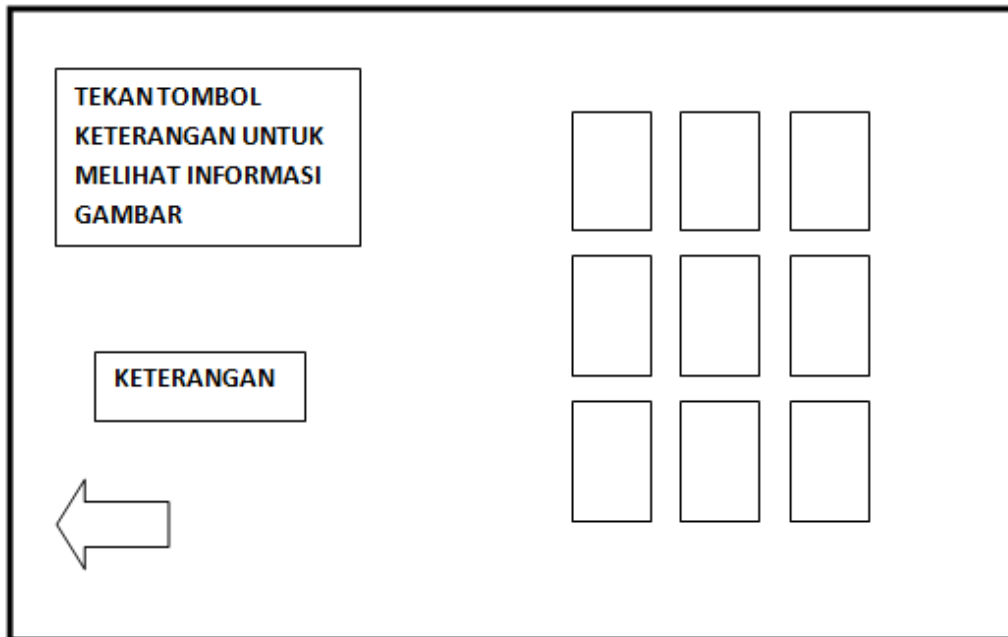 TEKAN TOMBOL
KETERANGAN UNTUK
MELIHAT INFORMASI
GAMBAR
KETERANGAN